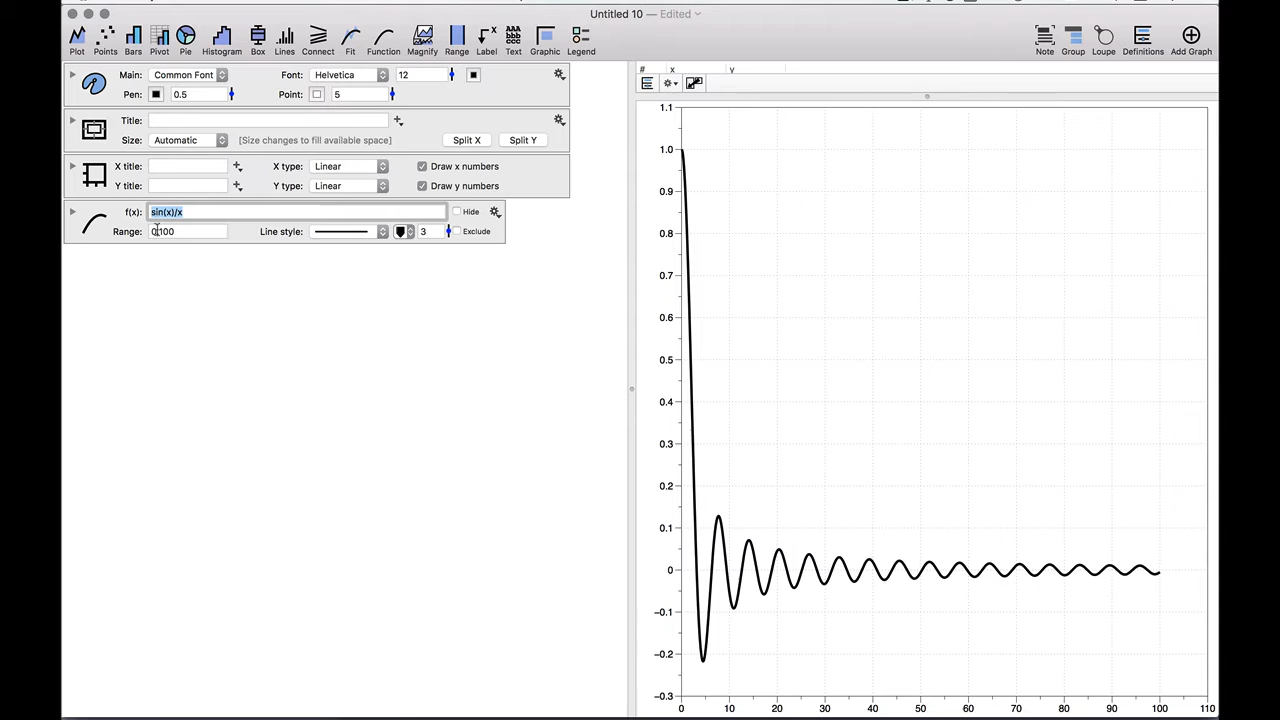 Untitled 10 — Edited
Plot Points Bars Pivot Pie Histogram Box Lines Connect Fit Function Magnify Range Label Text Graphic Legend Note Group Loupe Definitions Add Graph
Main: Common Font Font: Helvetica 12
Pen: 0.5 Point: 5
Title:
Size: Automatic [Size changes to fill available space] Split X Split Y
X title: X type: Linear Draw x numbers
Y title: Y type: Linear Draw y numbers
f(x): sin(x)/x Hide
Range: 0,100 Line style: 3 Exclude
# x y
1.1
1.0
0.9
0.8
0.7
0.6
0.5
0.4
0.3
0.2
0.1
0
−0.1
−0.2
−0.3
0 10 20 30 40 50 60 70 80 90 100 110